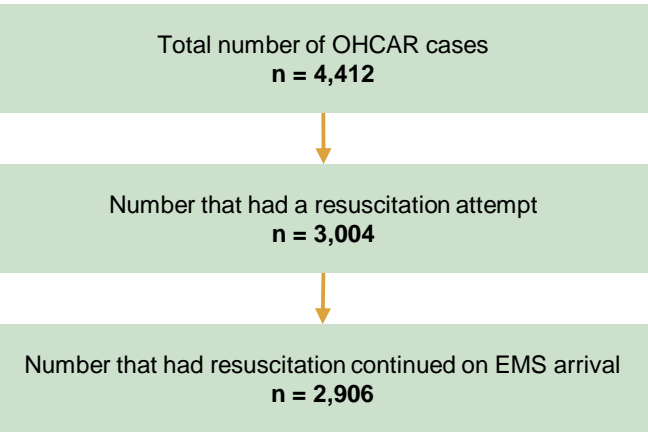 Total number of OHCAR cases
n = 4,412
Number that had a resuscitation attempt
n = 3,004
Number that had resuscitation continued on EMS arrival
n = 2,906